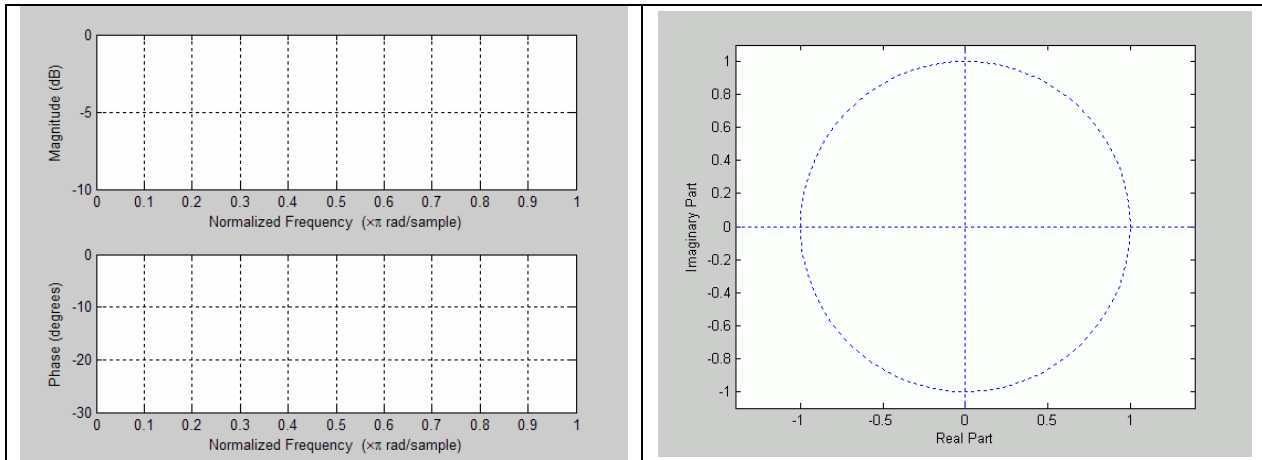 0
-5
-10
Magnitude (dB)
0 0.1 0.2 0.3 0.4 0.5 0.6 0.7 0.8 0.9 1
Normalized Frequency (×π rad/sample)
0
-10
-20
-30
Phase (degrees)
0 0.1 0.2 0.3 0.4 0.5 0.6 0.7 0.8 0.9 1
Normalized Frequency (×π rad/sample)
1
0.8
0.6
0.4
0.2
0
-0.2
-0.4
-0.6
-0.8
-1
Imaginary Part
-1 -0.5 0 0.5 1
Real Part